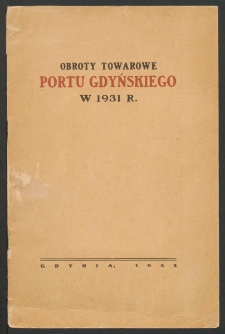 OBROTY TOWAROWE
PORTU GDYŃSKIEGO
W 1931 R.
GDYNIA, 1932